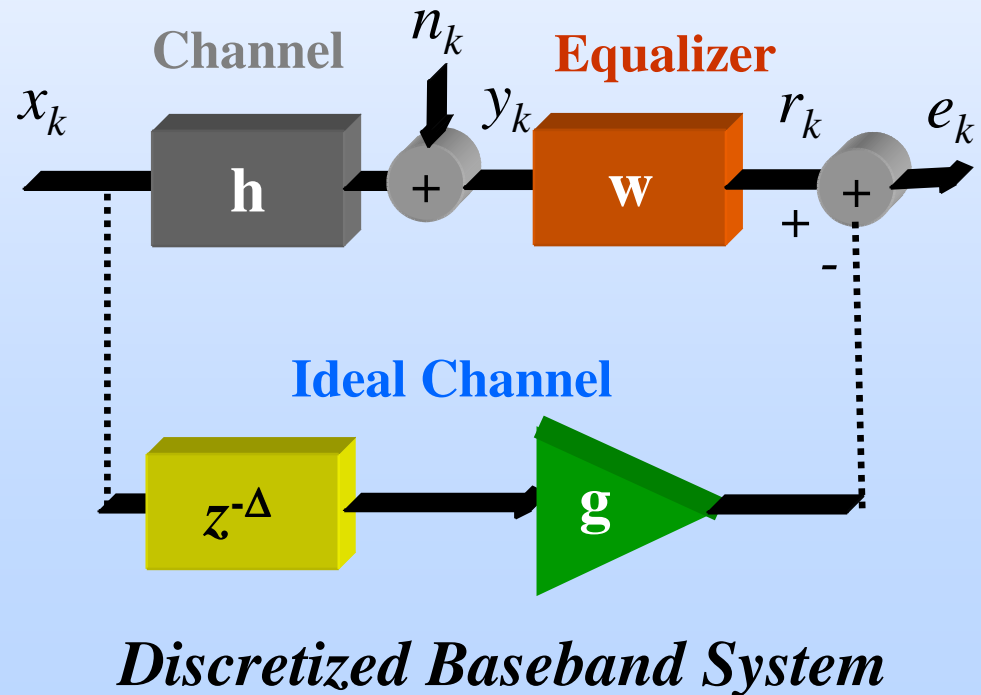 Channel
n_k
Equalizer
x_k
y_k
r_k
e_k
h
+
w
+
+
-
Ideal Channel
z^{-Δ}
g
Discretized Baseband System